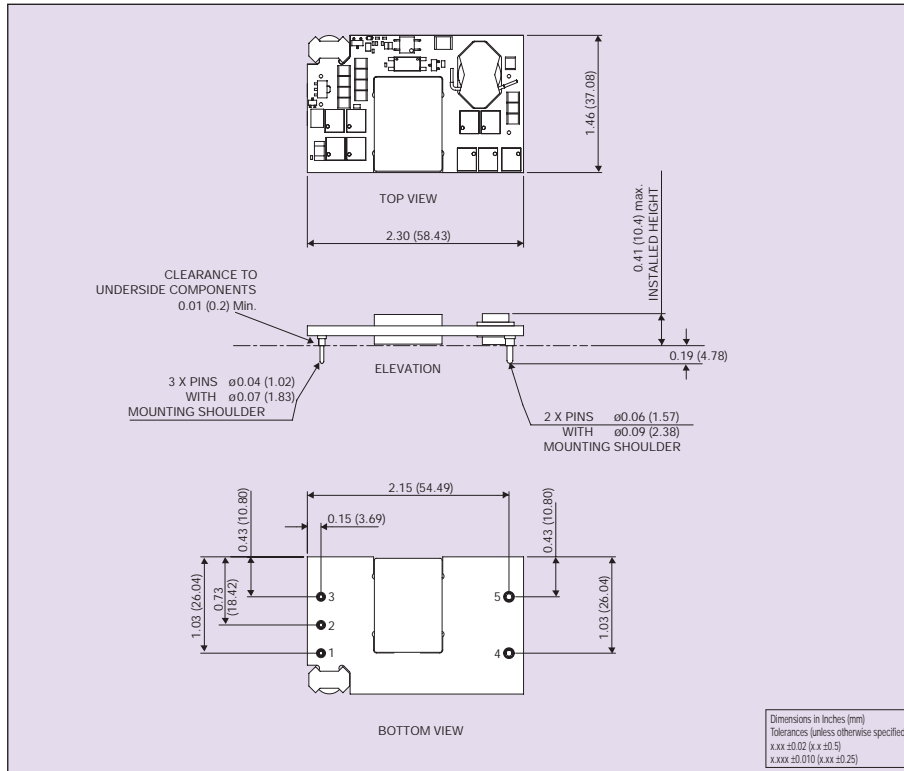 1.46 (37.08)
TOP VIEW
2.30 (58.43)
0.41 (10.4) max.
INSTALLED HEIGHT
CLEARANCE TO
UNDERSIDE COMPONENTS
0.01 (0.2) Min.
ELEVATION
0.19 (4.78)
3 X PINS ø0.04 (1.02)
WITH ø0.07 (1.83)
MOUNTING SHOULDER
2 X PINS ø0.06 (1.57)
WITH ø0.09 (2.38)
MOUNTING SHOULDER
2.15 (54.49)
0.15 (3.69)
0.43 (10.80)
0.43 (10.80)
1.03 (26.04)
0.73
(18.42)
1.03 (26.04)
3
5
2
1
4
BOTTOM VIEW
Dimensions in Inches (mm)
Tolerances (unless otherwise specified
x.xx ±0.02 (x.x ±0.5)
x.xxx ±0.010 (x.xx ±0.25)